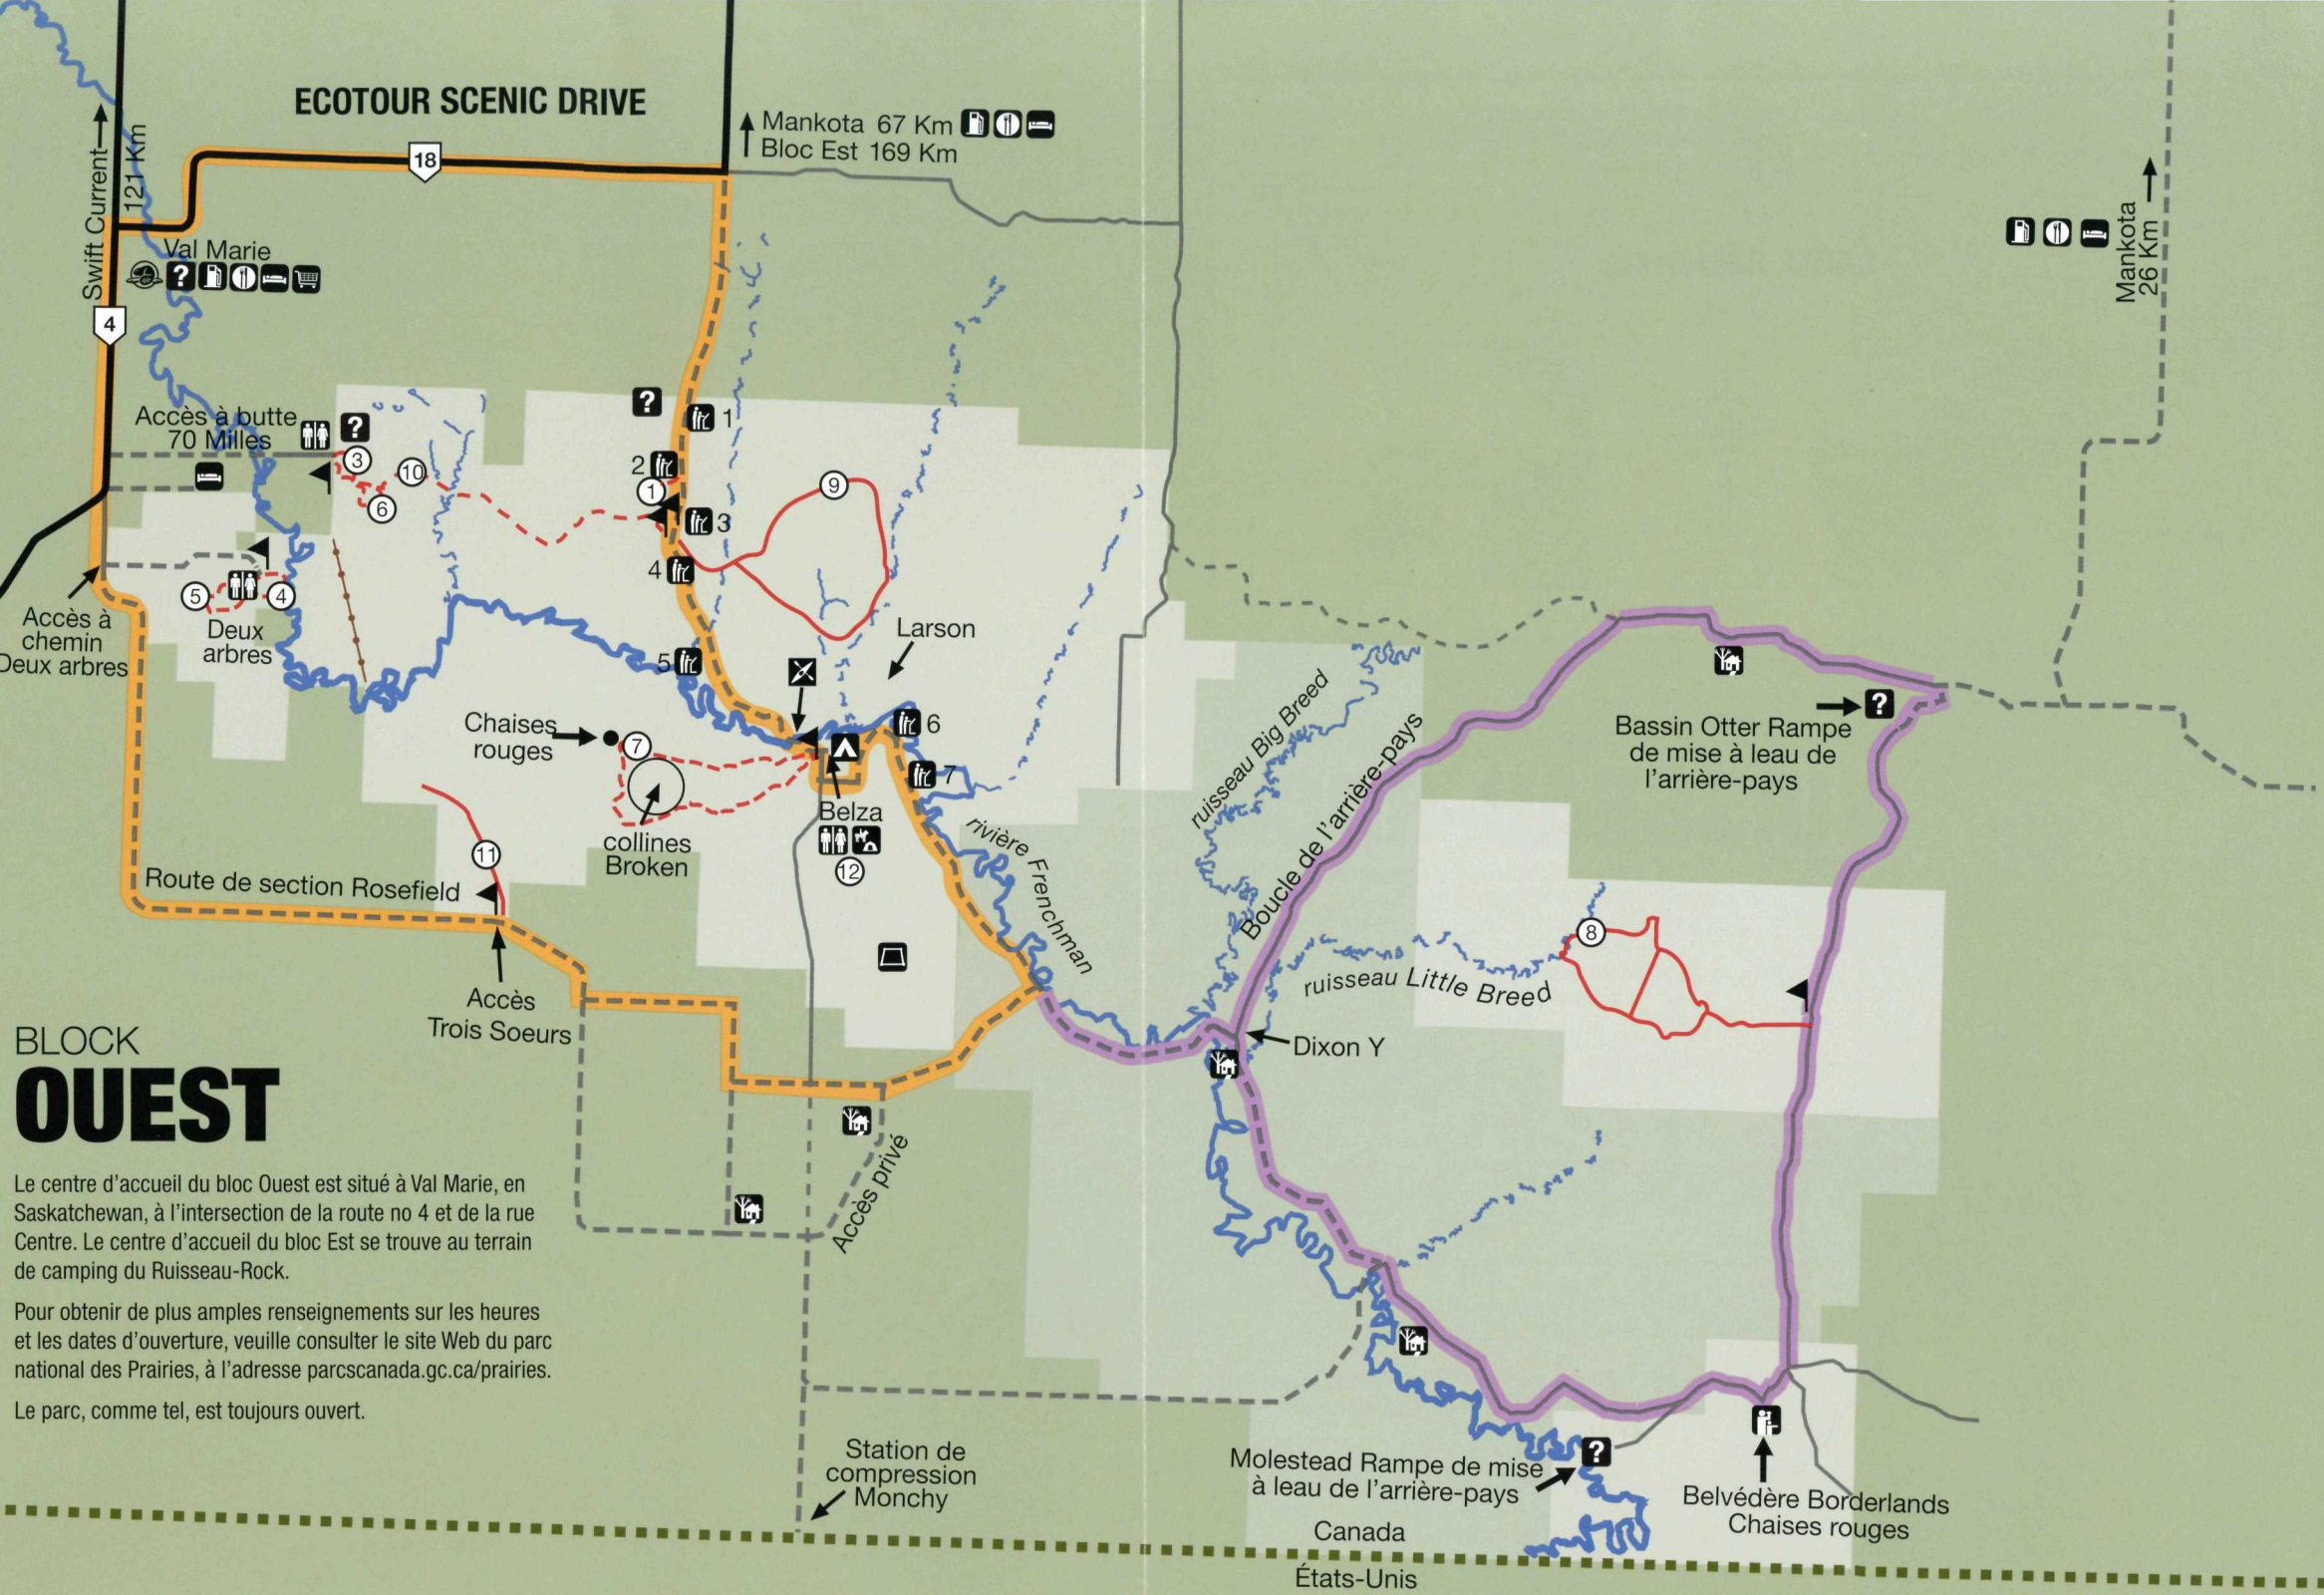 ECOTOUR SCENIC DRIVE
18
Mankota 67 Km
Bloc Est 169 Km
Swift Current
121 Km
Val Marie
?
4
Mankota
26 Km
Accès à butte
70 Milles
?
3
10
6
?
1
2
1
3
4
9
5
4
Deux
arbres
Accès à
chemin
Deux arbres
5
Larson
6
7
Chaises
rouges
7
collines
Broken
Belza
12
rivière Frenchman
11
Route de section Rosefield
Accès
Trois Soeurs
ruisseau Big Breed
Boucle de l'arrière-pays
Bassin Otter Rampe
de mise à leau de
l'arrière-pays
?
8
ruisseau Little Breed
Dixon Y
Accès privé
BLOCK
OUEST
Le centre d'accueil du bloc Ouest est situé à Val Marie, en
Saskatchewan, à l'intersection de la route no 4 et de la rue
Centre. Le centre d'accueil du bloc Est se trouve au terrain
de camping du Ruisseau-Rock.
Pour obtenir de plus amples renseignements sur les heures
et les dates d'ouverture, veuille consulter le site Web du parc
national des Prairies, à l'adresse parcscanada.gc.ca/prairies.
Le parc, comme tel, est toujours ouvert.
Station de
compression
Monchy
Molestead Rampe de mise
à leau de l'arrière-pays
?
Belvédère Borderlands
Chaises rouges
Canada
États-Unis